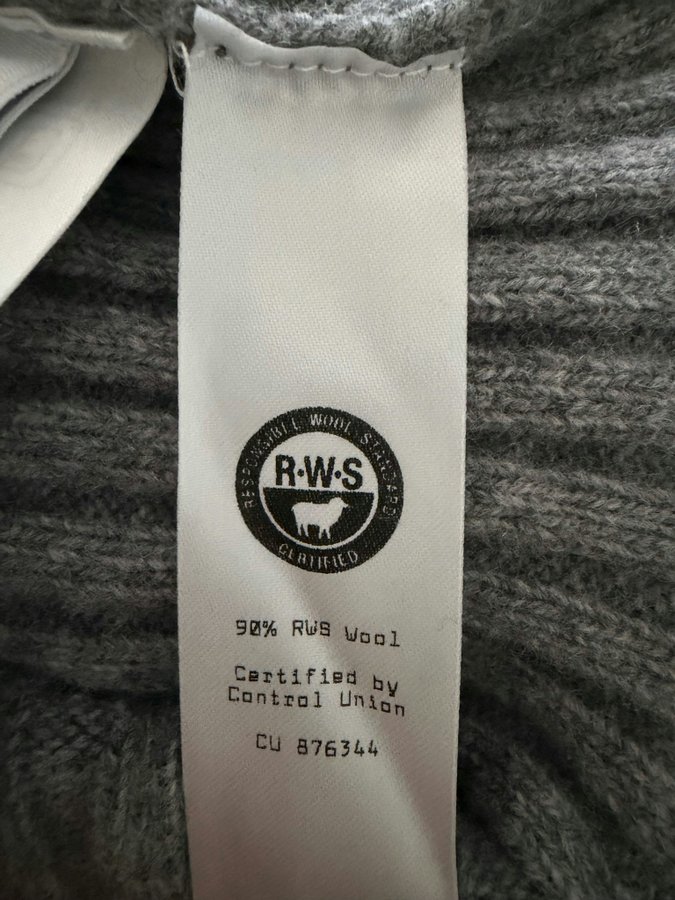 RESPONSIBLE WOOL STANDARD
R·W·S
CERTIFIED
90% RWS Wool
Certified by
Control Union
CU 876344